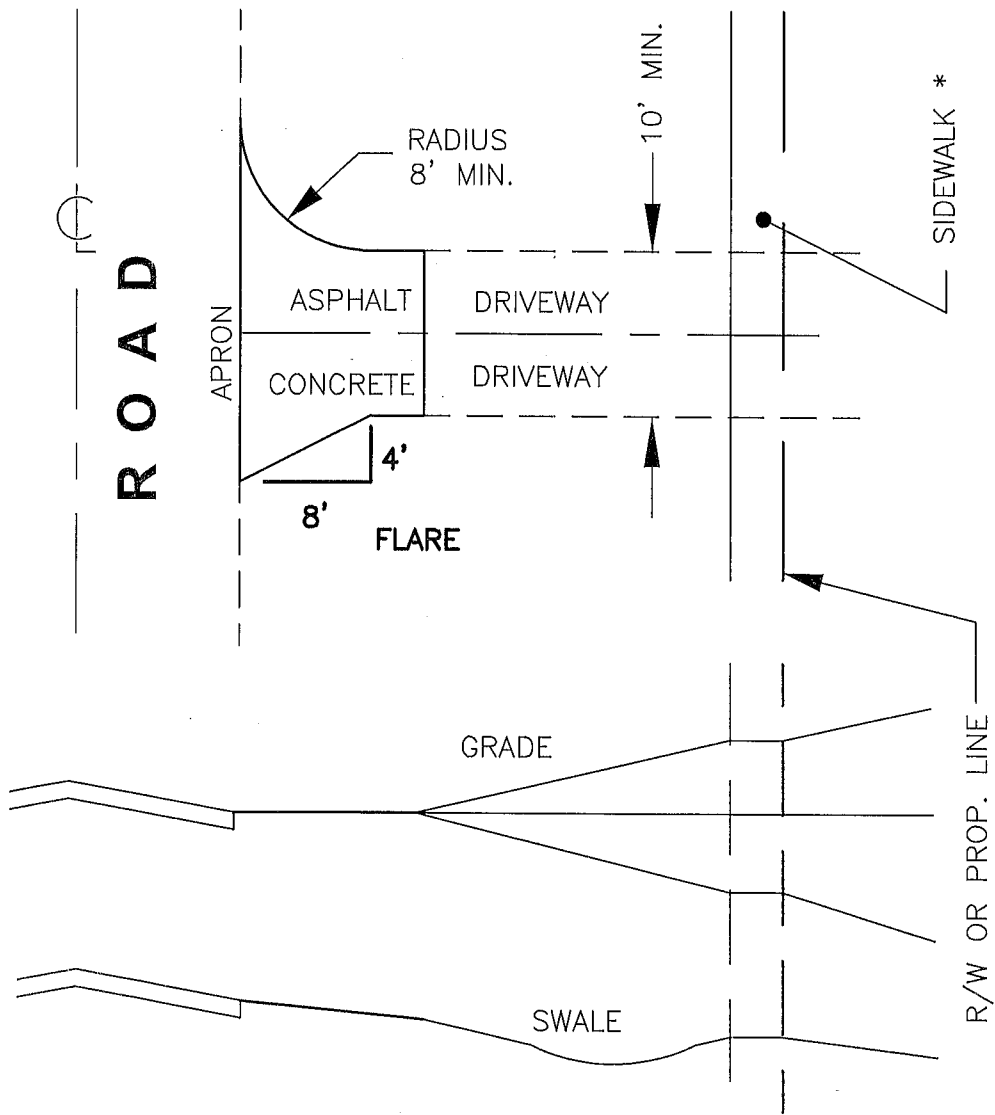 10' MIN.
RADIUS
8' MIN.
SIDEWALK *
℄
ROAD
APRON
ASPHALT
DRIVEWAY
CONCRETE
DRIVEWAY
4'
8'
FLARE
GRADE
R/W OR PROP. LINE
SWALE